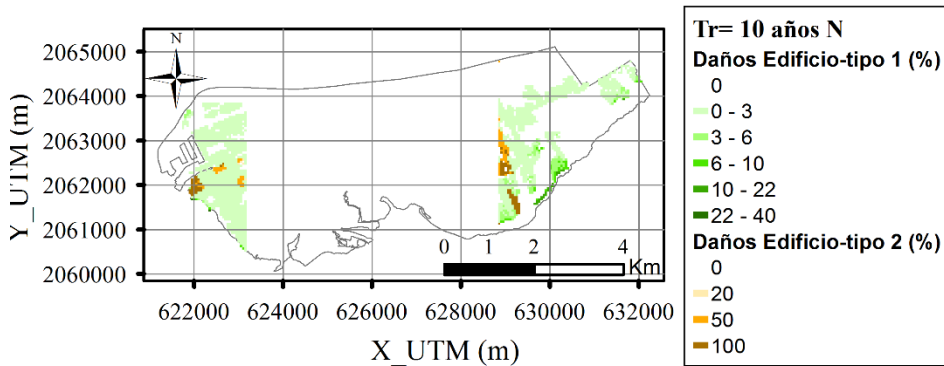 N
2065000
2064000
2063000
2062000
2061000
2060000
Y_UTM (m)
0 1 2 4
Km
622000 624000 626000 628000 630000 632000
X_UTM (m)
Tr= 10 años N
Daños Edificio-tipo 1 (%)
0
0 - 3
3 - 6
6 - 10
10 - 22
22 - 40
Daños Edificio-tipo 2 (%)
0
20
50
100